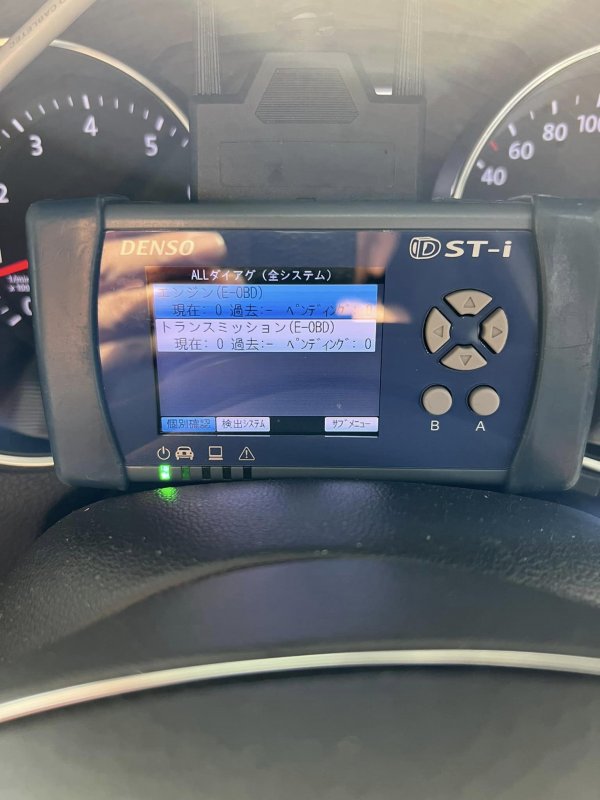 3
4
5
2
40
60
80
100
DENSO
DST-i
ALLダイアグ(全システム)
エンジン(E-OBD)
現在: 0 過去:- ペンディング: 0
トランスミッション(E-OBD)
現在: 0 過去:- ペンディング: 0
個別確認 検出システム サブメニュー
B A